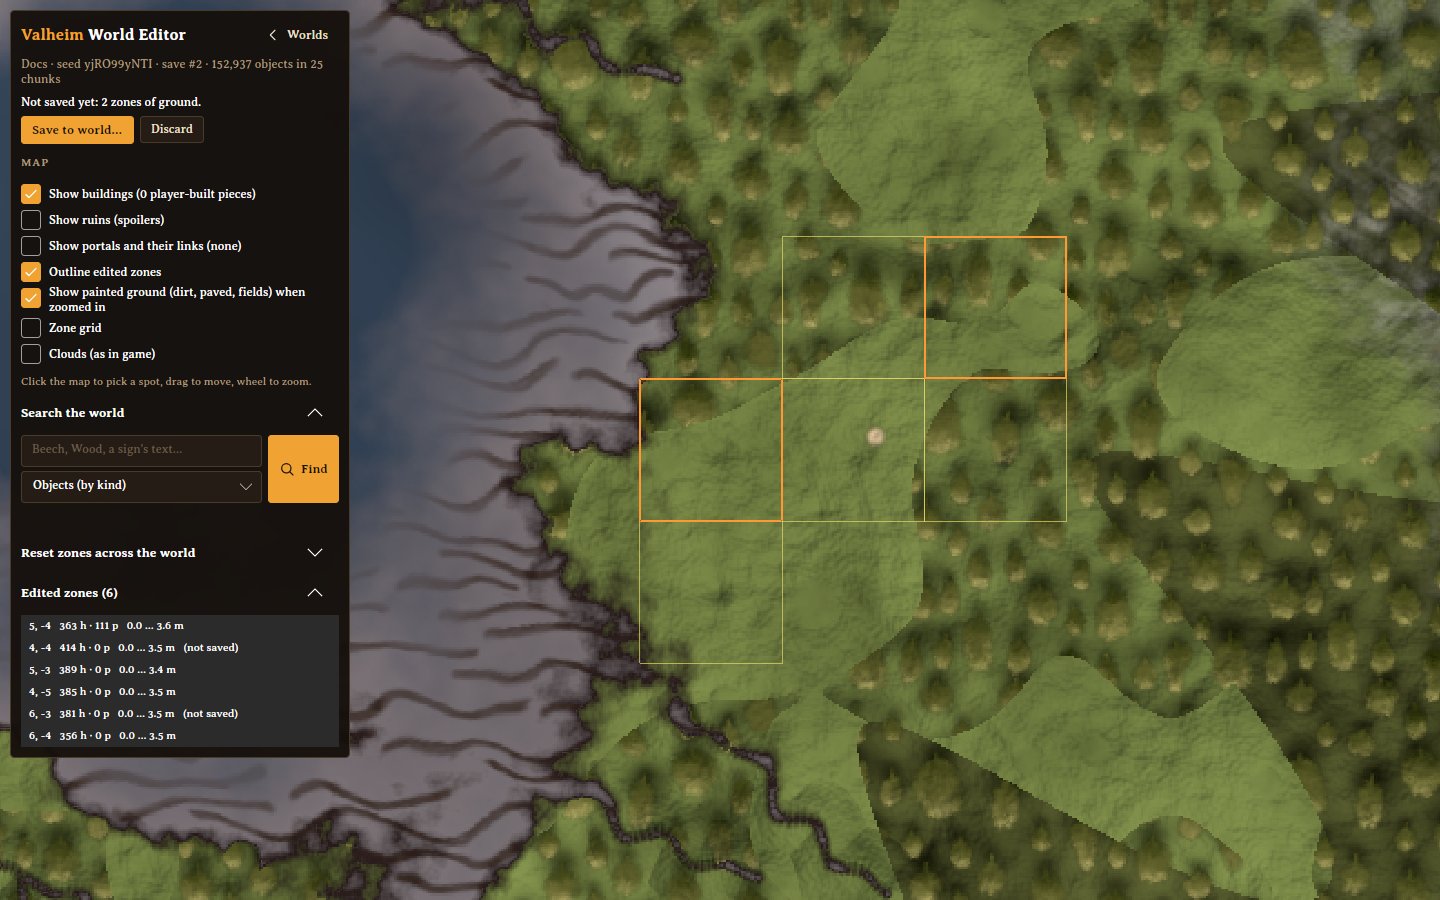 Valheim World Editor
Worlds
Docs · seed yjRO99yNTI · save #2 · 152,937 objects in 25
chunks
Not saved yet: 2 zones of ground.
Save to world...
Discard
MAP
Show buildings (0 player-built pieces)
Show ruins (spoilers)
Show portals and their links (none)
Outline edited zones
Show painted ground (dirt, paved, fields) when
zoomed in
Zone grid
Clouds (as in game)
Click the map to pick a spot, drag to move, wheel to zoom.
Search the world
Beech, Wood, a sign's text...
Find
Objects (by kind)
Reset zones across the world
Edited zones (6)
5, -4 363 h · 111 p 0.0 ... 3.6 m
4, -4 414 h · 0 p 0.0 ... 3.5 m (not saved)
5, -3 389 h · 0 p 0.0 ... 3.4 m
4, -5 385 h · 0 p 0.0 ... 3.5 m
6, -3 381 h · 0 p 0.0 ... 3.5 m (not saved)
6, -4 356 h · 0 p 0.0 ... 3.5 m